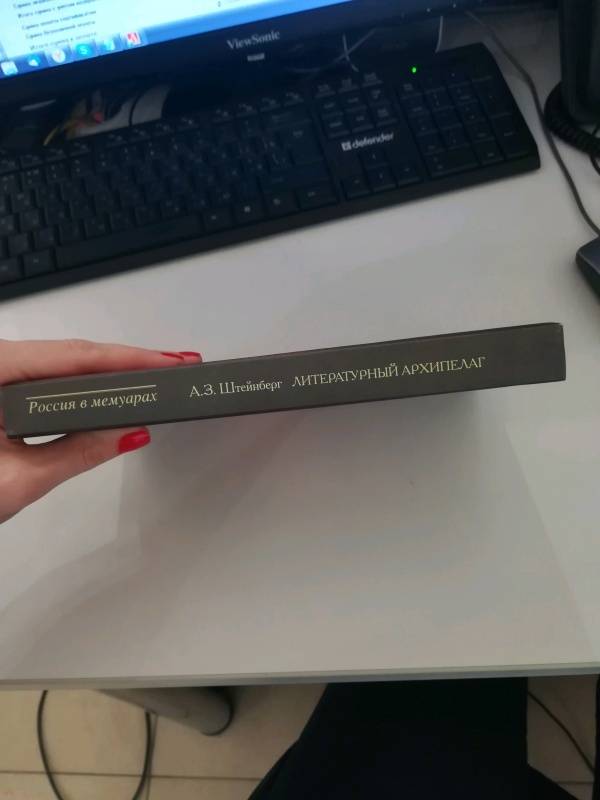 ViewSonic
defender
Россия в мемуарах
А.З. Штейнберг ЛИТЕРАТУРНЫЙ АРХИПЕЛАГ